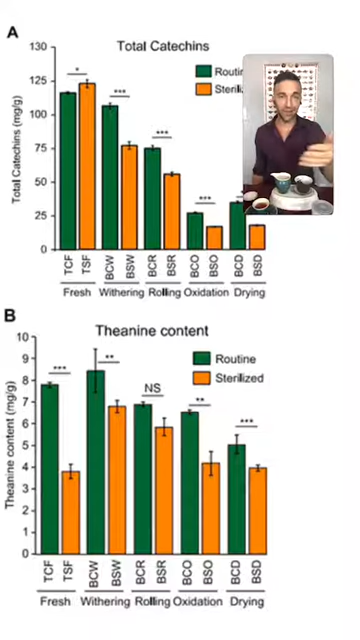 A
Total Catechins
Total Catechins (mg/g)
130
125
100
75
50
25
0
*
***
***
***
TCF TSF BCW BSW BCR BSR BCO BSO BCD BSD
Fresh Withering Rolling Oxidation Drying
B
Theanine content
Theanine content (mg/g)
10
9
8
7
6
5
4
3
2
1
0
Routine
Sterilized
***
**
NS
**
***
TCF TSF BCW BSW BCR BSR BCO BSO BCD BSD
Fresh Withering Rolling Oxidation Drying